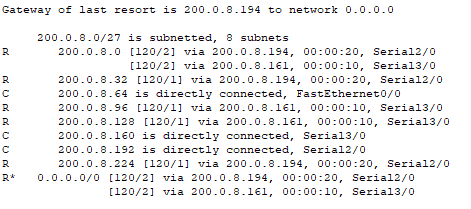 Gateway of last resort is 200.0.8.194 to network 0.0.0.0
200.0.8.0/27 is subnetted, 8 subnets
R 200.0.8.0 [120/2] via 200.0.8.194, 00:00:20, Serial2/0
[120/2] via 200.0.8.161, 00:00:10, Serial3/0
R 200.0.8.32 [120/1] via 200.0.8.194, 00:00:20, Serial2/0
C 200.0.8.64 is directly connected, FastEthernet0/0
R 200.0.8.96 [120/1] via 200.0.8.161, 00:00:10, Serial3/0
R 200.0.8.128 [120/1] via 200.0.8.161, 00:00:10, Serial3/0
C 200.0.8.160 is directly connected, Serial3/0
C 200.0.8.192 is directly connected, Serial2/0
R 200.0.8.224 [120/1] via 200.0.8.194, 00:00:20, Serial2/0
R* 0.0.0.0/0 [120/2] via 200.0.8.194, 00:00:20, Serial2/0
[120/2] via 200.0.8.161, 00:00:10, Serial3/0